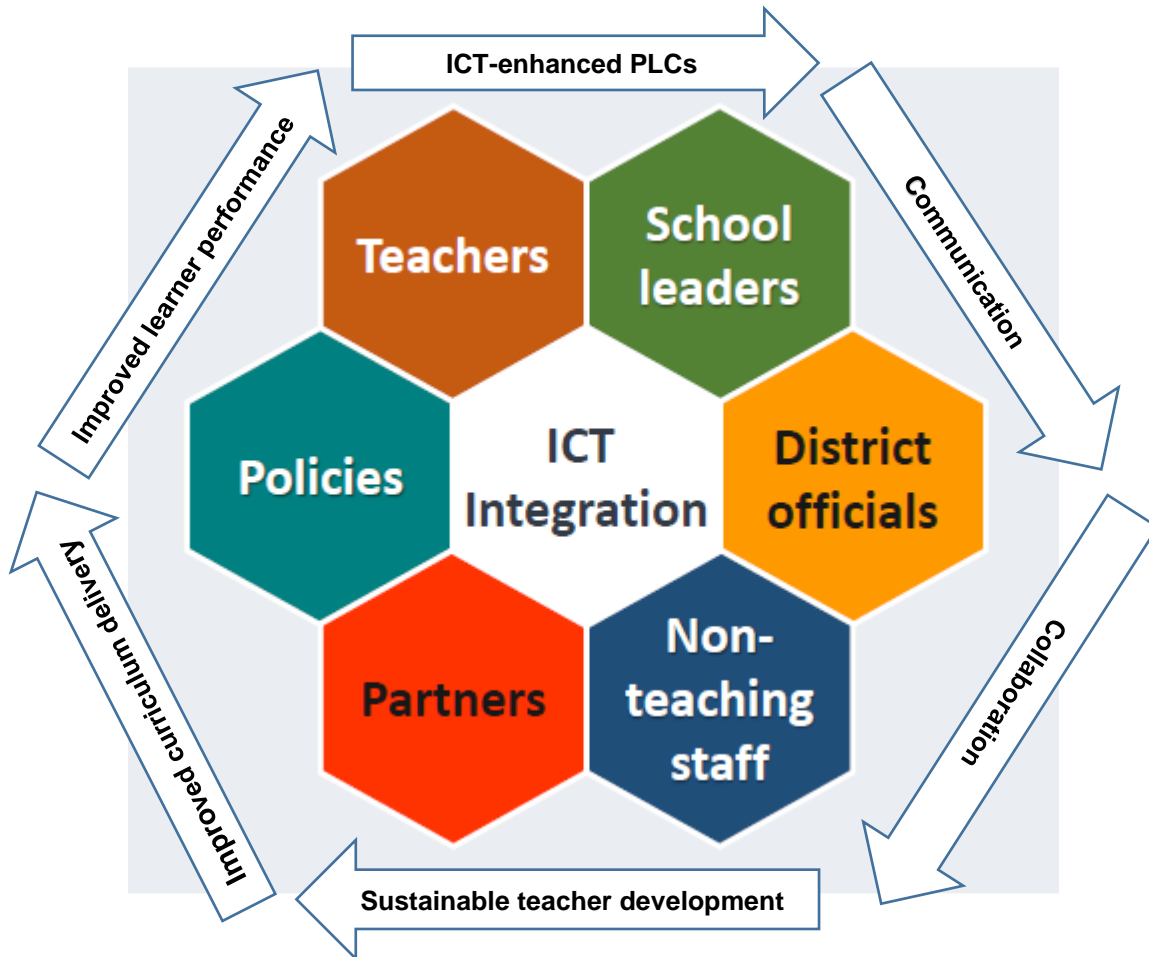 ICT-enhanced PLCs
Communication
Collaboration
Sustainable teacher development
Improved curriculum delivery
Improved learner performance
Teachers
School
leaders
Policies
ICT
Integration
District
officials
Partners
Non-
teaching
staff